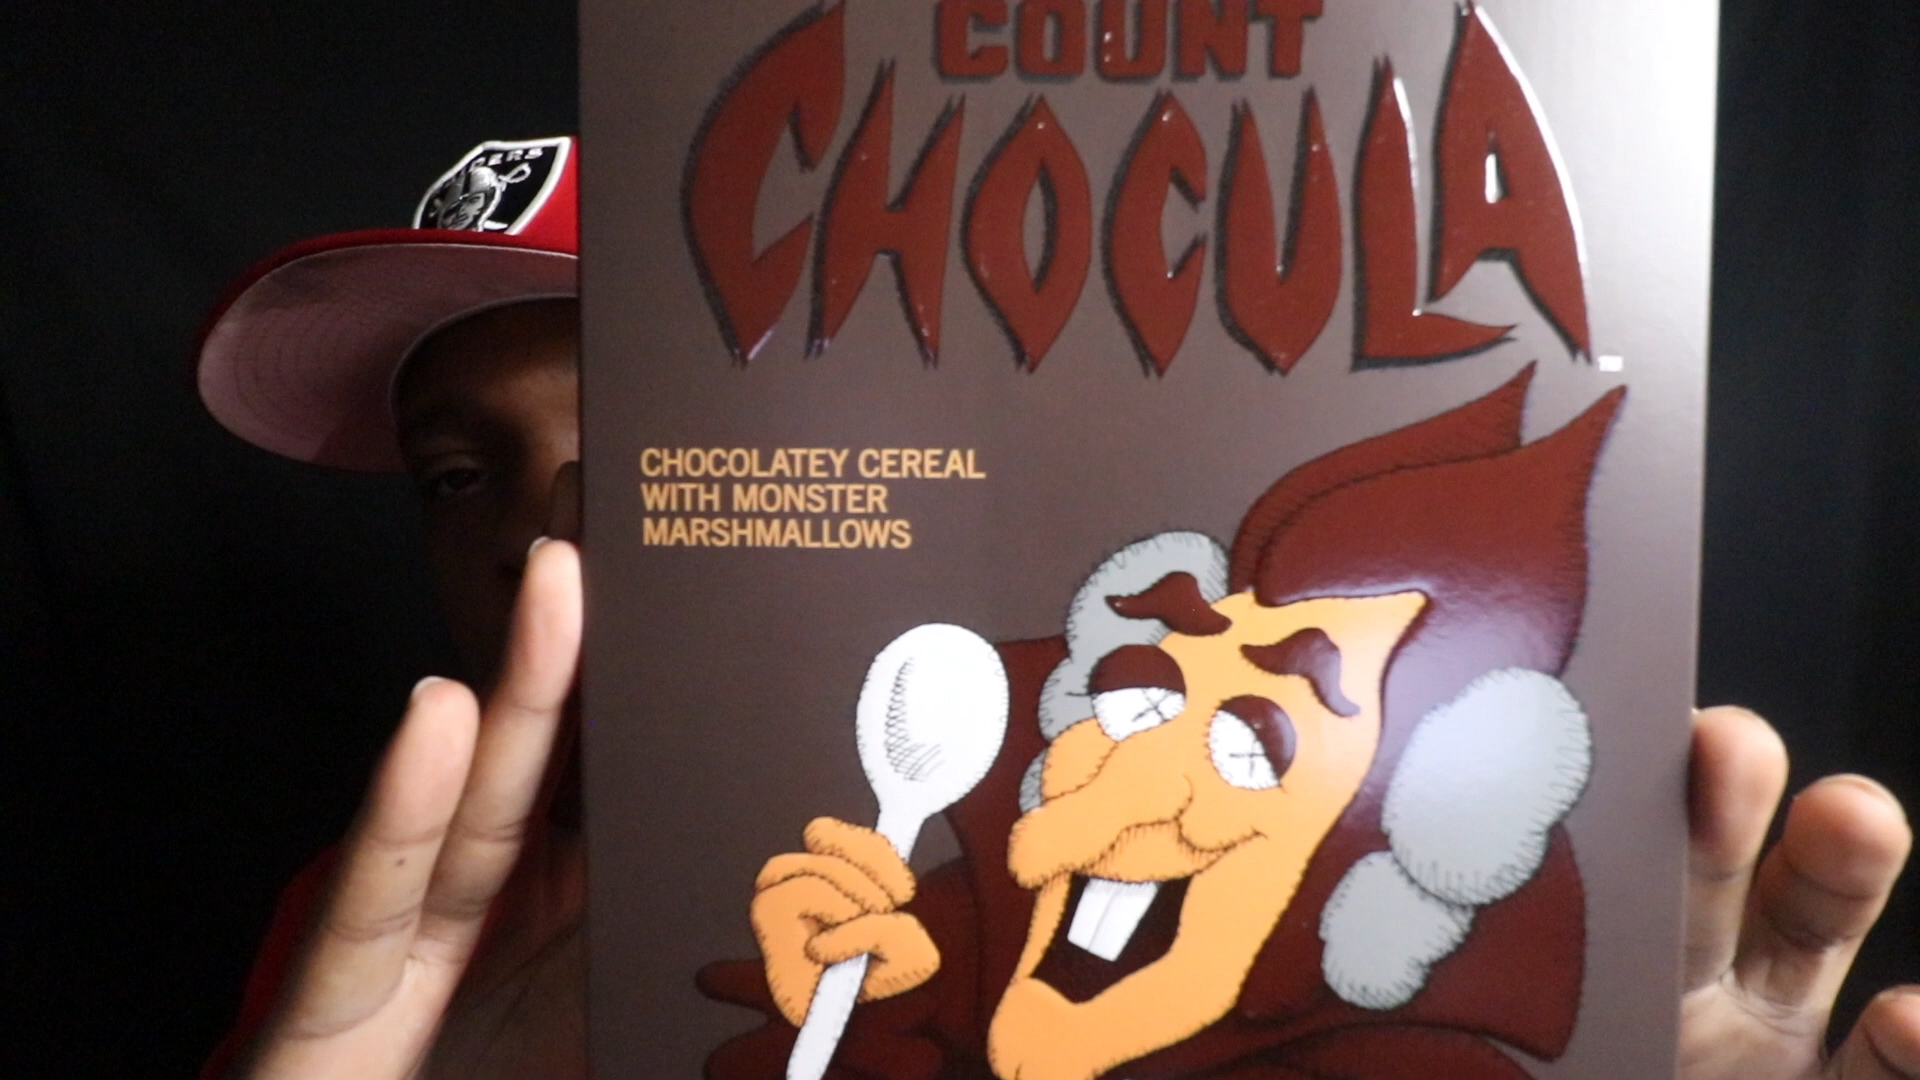 COUNT
CHOCULA
CHOCOLATEY CEREAL
WITH MONSTER
MARSHMALLOWS